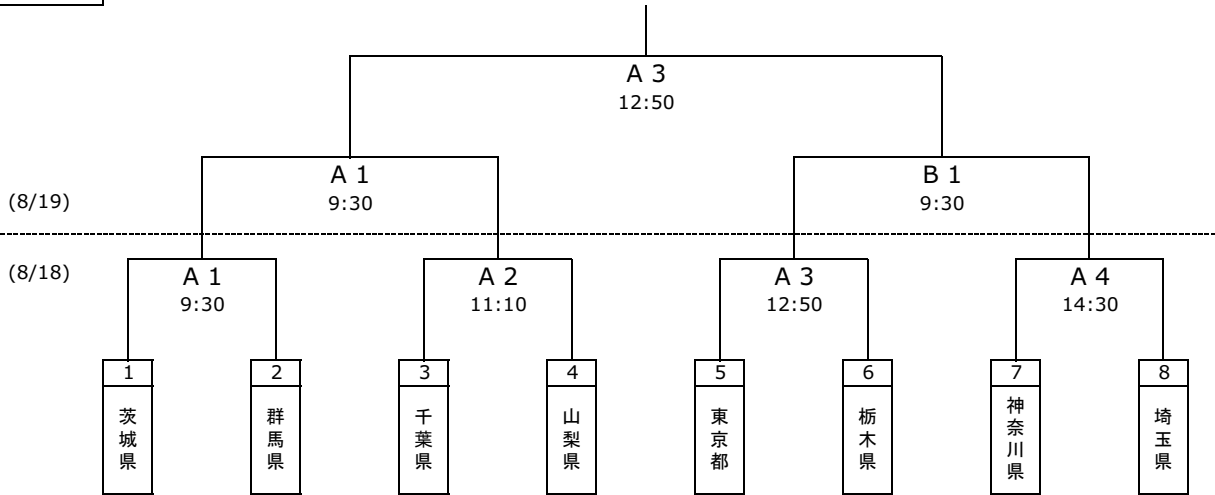 A 3
12:50
A 1
B 1
(8/19)
9:30
9:30
(8/18)
A 1
A 2
A 3
A 4
9:30
11:10
12:50
14:30
1
2
3
4
5
6
7
8
茨城県
群馬県
千葉県
山梨県
東京都
栃木県
神奈川県
埼玉県